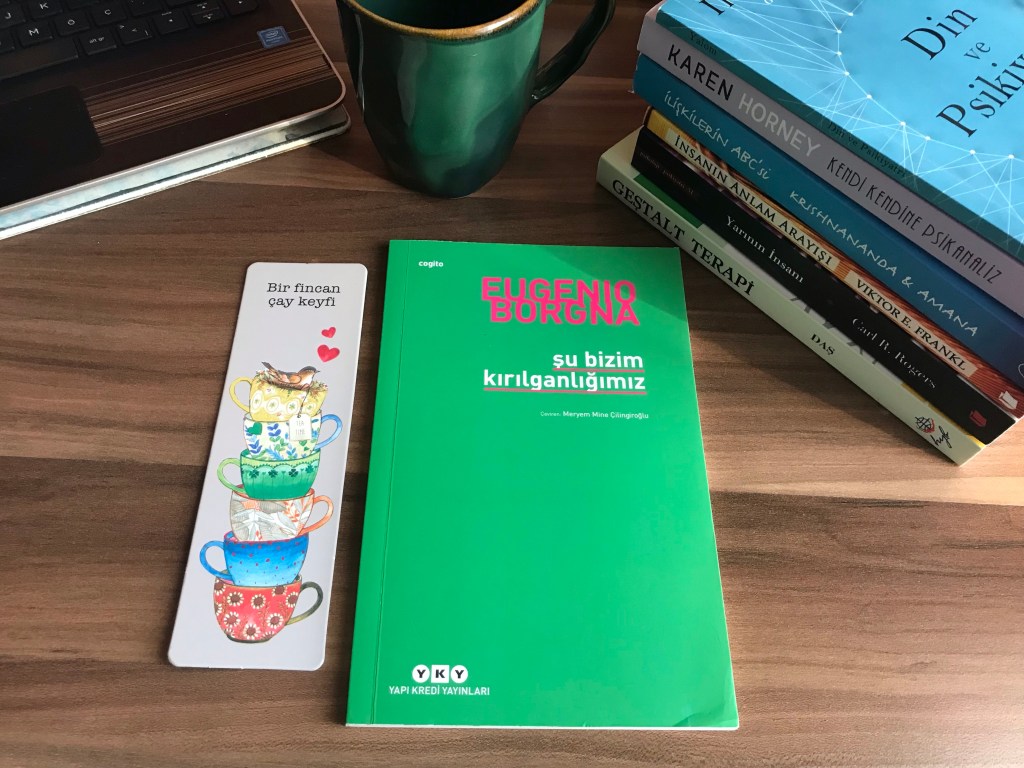 Bir fincan
çay keyfi
cogito
EUGENIO
BORGNA
şu bizim
kırılganlığımız
Çeviren: Meryem Mine Çilingiroğlu
YKY
YAPI KREDİ YAYINLARI
Din
ve
KAREN HORNEY KENDİ KENDİNE PSİKANALİZ
İLİŞKİLERİN ABC'SÜ KRISHNANANDA & AMANA
İNSANIN ANLAM ARAYIŞI VIKTOR E. FRANKL
Yarının İnsanı Carl R. Rogers
GESTALT TERAPİ DAŞ
hyb